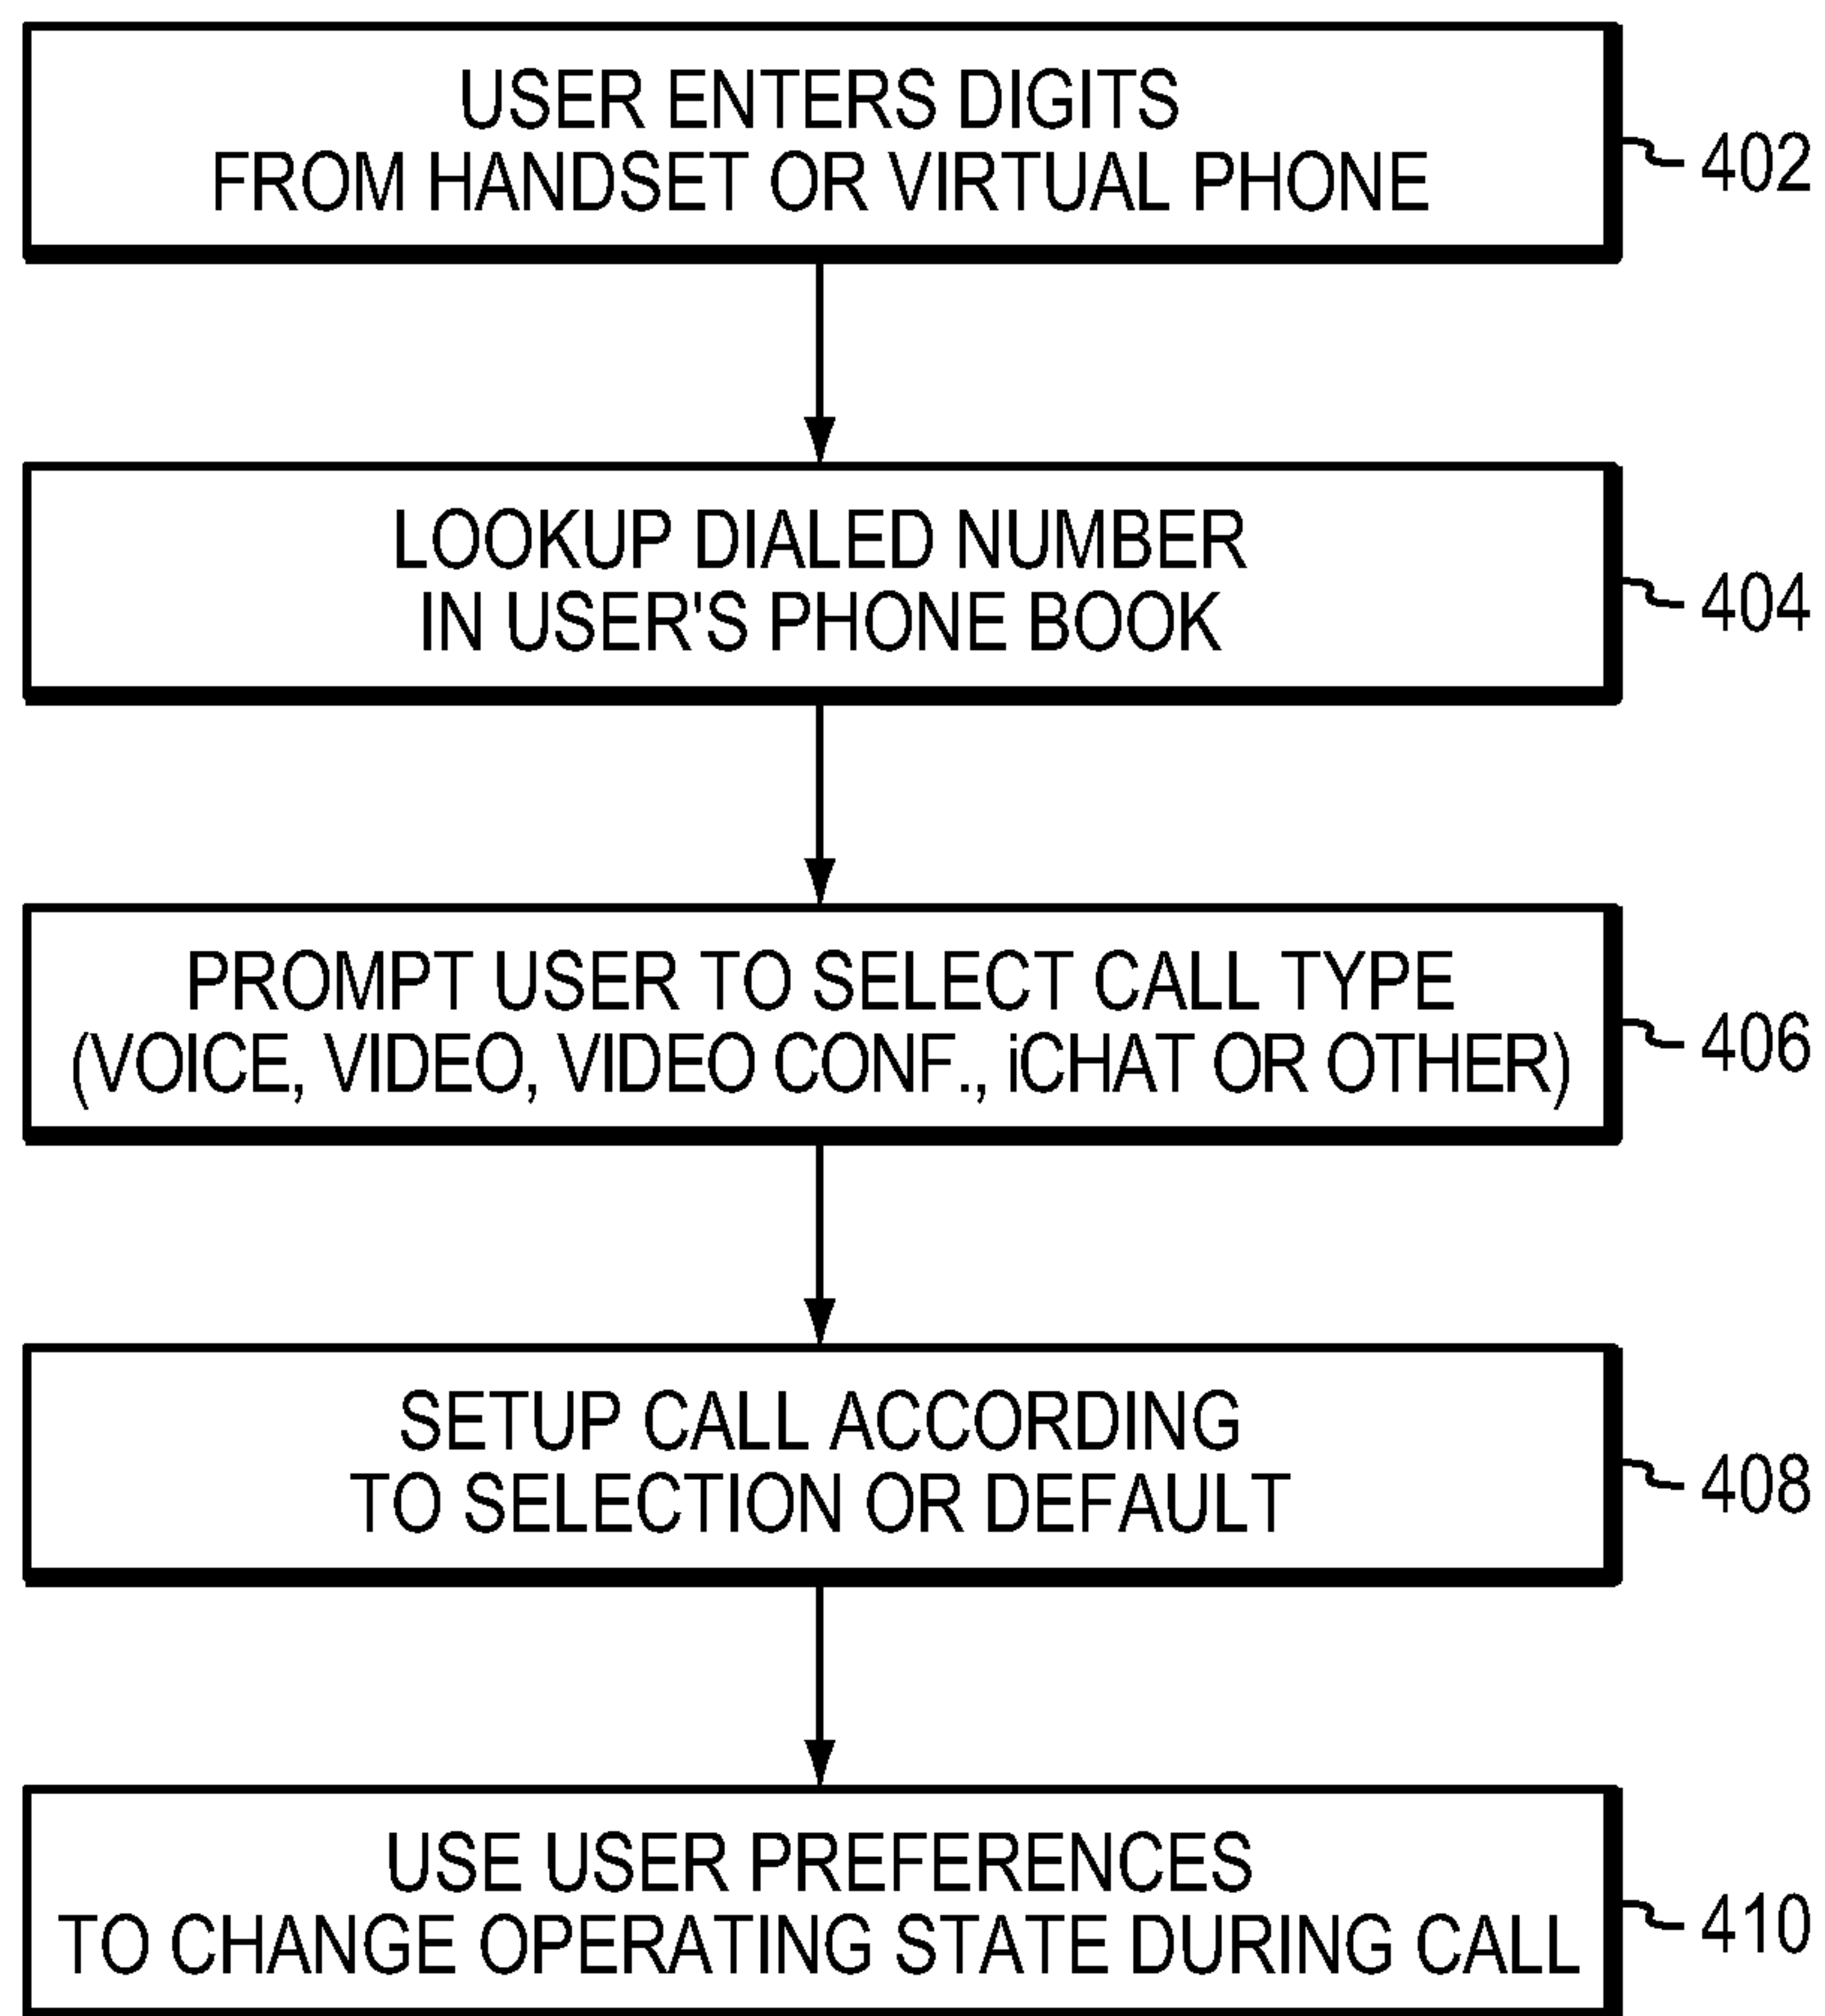 USER ENTERS DIGITS
FROM HANDSET OR VIRTUAL PHONE
402
LOOKUP DIALED NUMBER
IN USER'S PHONE BOOK
404
PROMPT USER TO SELECT CALL TYPE
(VOICE, VIDEO, VIDEO CONF., iCHAT OR OTHER)
406
SETUP CALL ACCORDING
TO SELECTION OR DEFAULT
408
USE USER PREFERENCES
TO CHANGE OPERATING STATE DURING CALL
410